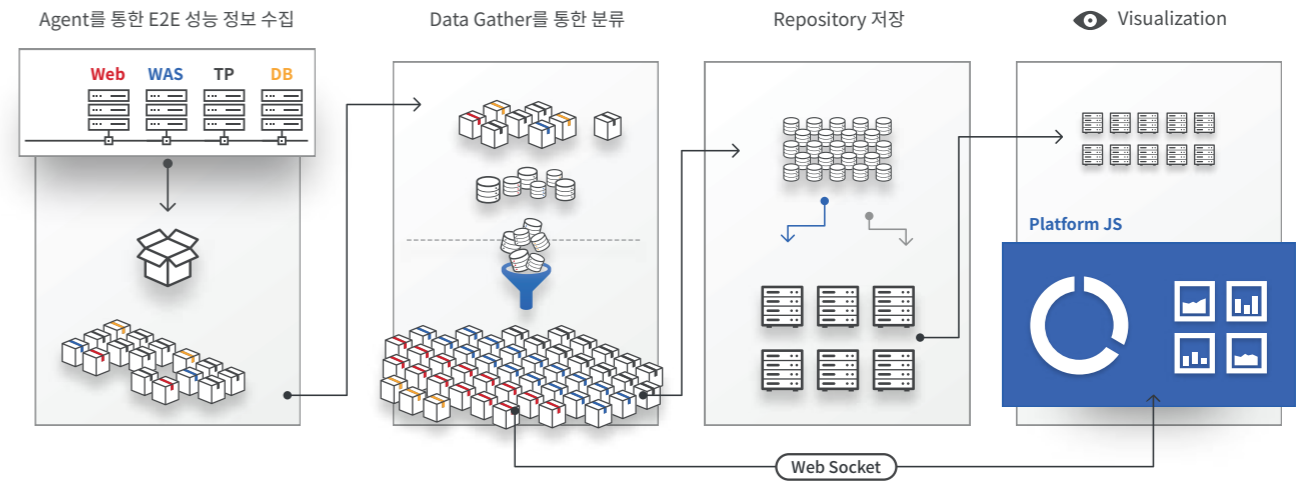 Agent를 통한 E2E 성능 정보 수집
Data Gather를 통한 분류
Repository 저장
Visualization
Web WAS TP DB
Platform JS
Web Socket